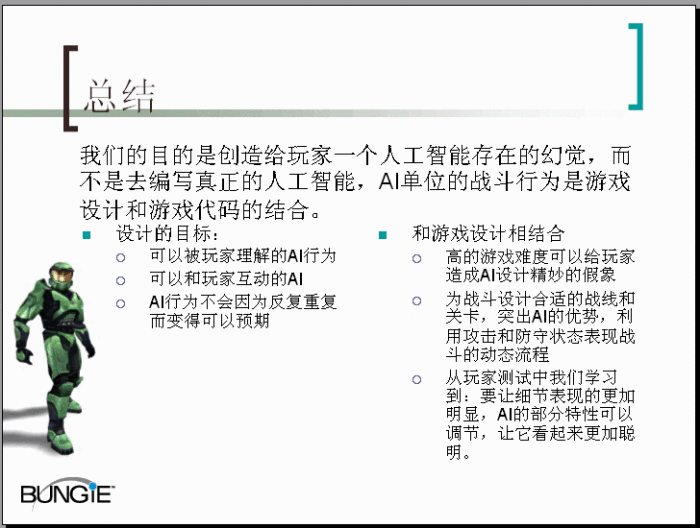 总结
我们的目的是创造给玩家一个人工智能存在的幻觉，而
不是去编写真正的人工智能，AI单位的战斗行为是游戏
设计和游戏代码的结合。
设计的目标：
可以被玩家理解的AI行为
可以和玩家互动的AI
AI行为不会因为反复重复
而变得可以预期
和游戏设计相结合
高的游戏难度可以给玩家
造成AI设计精妙的假象
为战斗设计合适的战线和
关卡，突出AI的优势，利
用攻击和防守状态表现战
斗的动态流程
从玩家测试中我们学习
到：要让细节表现的更加
明显，AI的部分特性可以
调节，让它看起来更加聪
明。
BUNGiE